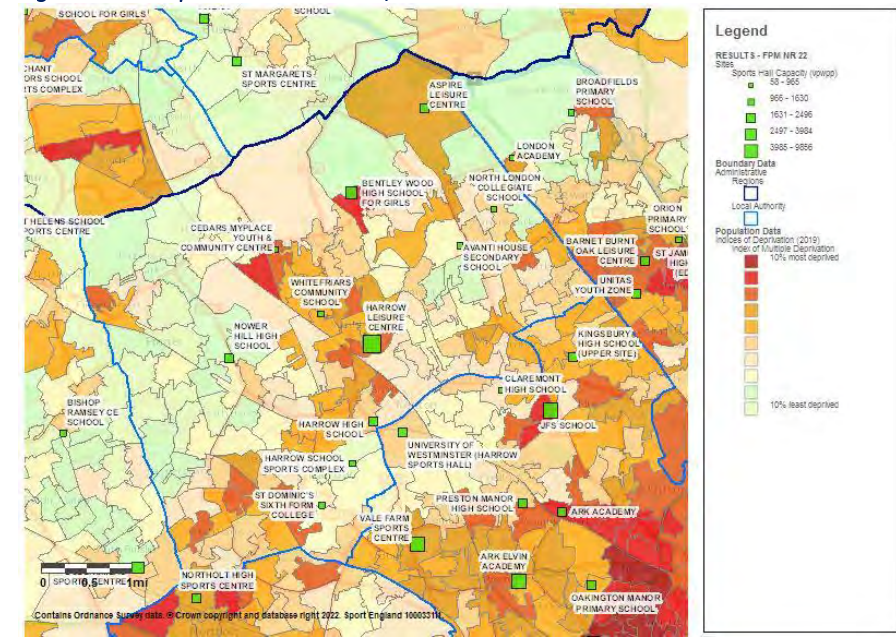 SCHOOL FOR GIRLS
SCHOOL
CHANT
ORS SCHOOL
RTS COMPLEX
ST MARGARETS
SPORTS CENTRE
ASPIRE
LEISURE
CENTRE
BROADFIELDS
PRIMARY
SCHOOL
LONDON
ACADEMY
NORTH LONDON
COLLEGIATE
SCHOOL
BENTLEY WOOD
HIGH SCHOOL
FOR GIRLS
ORION
PRIMARY
SCHOOL
T HELENS SCHOOL
PORTS CENTRE
CEDARS MYPLACE
YOUTH &
OMMUNITY CENTRE
AVANTI HOUSE
SECONDARY
SCHOOL
BARNET BURNT
OAK LEISURE
CENTRE
ST JAM
HIGH
(ED
UNITAS
YOUTH ZONE
WHITEFRIARS
COMMUNITY
SCHOOL
HARROW
LEISURE
CENTRE
NOWER
HILL HIGH
SCHOOL
KINGSBURY
HIGH SCHOOL
(UPPER SITE)
CLAREMONT
HIGH SCHOOL
BISHOP
RAMSEY CE
SCHOOL
HARROW HIGH
SCHOOL
JFS SCHOOL
UNIVERSITY OF
WESTMINSTER (HARROW
SPORTS HALL)
HARROW SCHOOL
SPORTS COMPLEX
ST DOMINIC'S
SIXTH FORM
COLLEGE
PRESTON MANOR
HIGH SCHOOL
ARK ACADEMY
VALE FARM
SPORTS
CENTRE
ARK ELVIN
ACADEMY
NORTHOLT HIGH
SPORTS CENTRE
OAKINGTON MANOR
PRIMARY SCHOOL
0 0.5 1mi
Contains Ordnance Survey data. © Crown copyright and database right 2022. Sport England 100033111.
Legend
RESULTS - FPM NR 22
Sites
Sports Hall Capacity (vpwpp)
58 - 965
966 - 1630
1631 - 2496
2497 - 3984
3985 - 9856
Boundary Data
Administrative
Regions
Local Authority
Population Data
Indices of Deprivation (2019)
Index of Multiple Deprivation
10% most deprived
10% least deprived